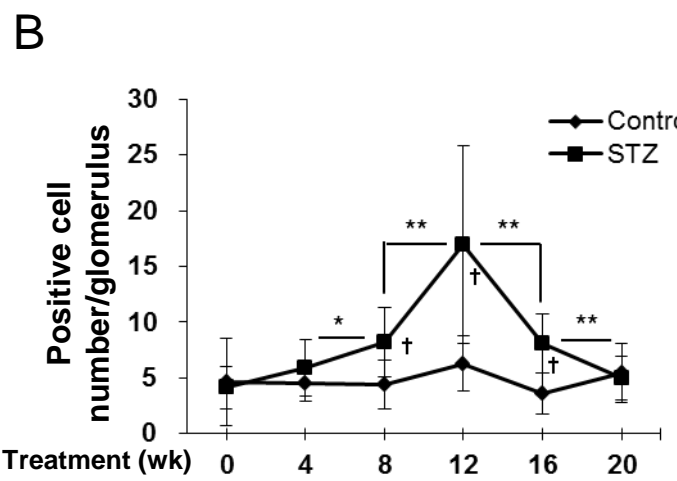 B
Positive cell
number/glomerulus
30
25
20
15
10
5
0
Contro
STZ
** **
* **
†
†
†
Treatment (wk) 0 4 8 12 16 20